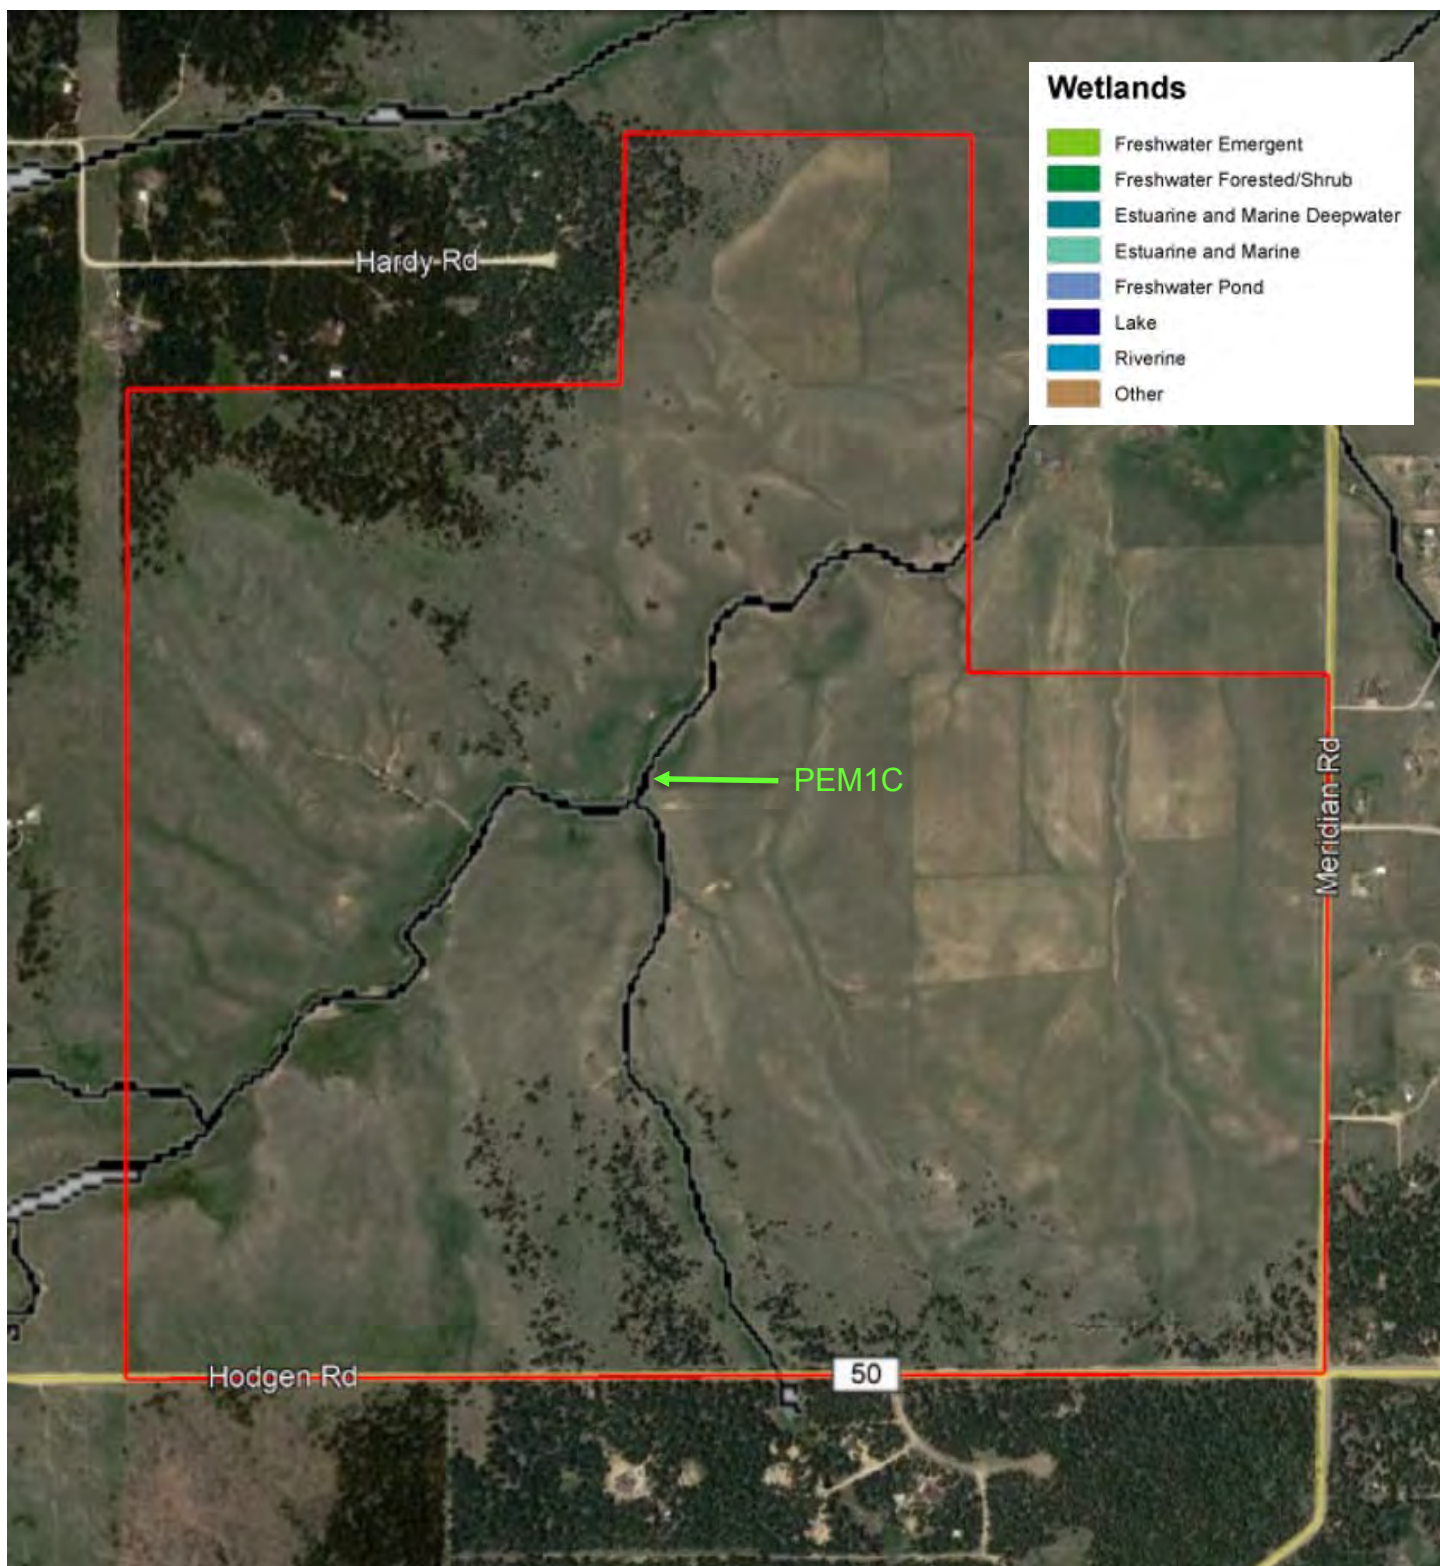 Wetlands
Freshwater Emergent
Freshwater Forested/Shrub
Estuarine and Marine Deepwater
Estuarine and Marine
Freshwater Pond
Lake
Riverine
Other
Hardy Rd
PEM1C
Meridian Rd
Hodgen Rd
50